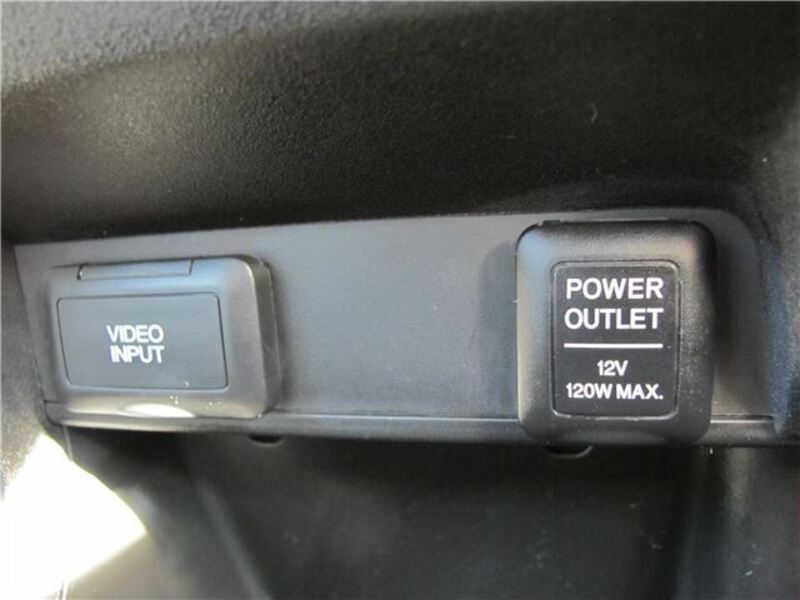 VIDEO
INPUT
POWER
OUTLET
12V
120W MAX.